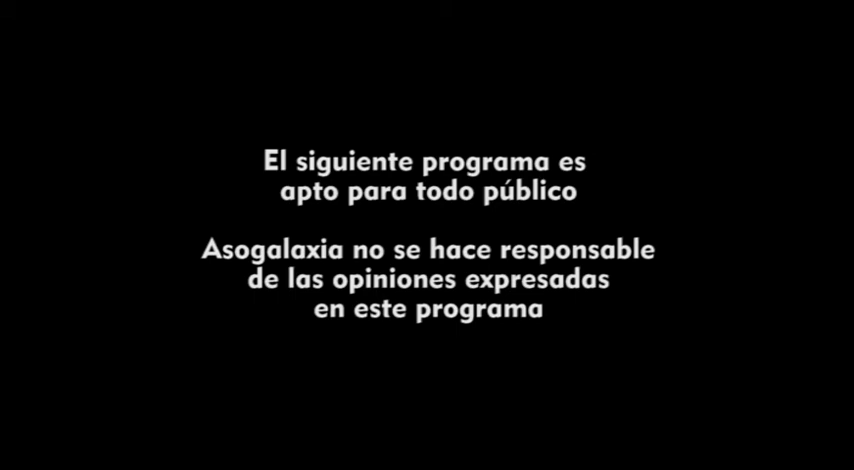 El siguiente programa es
apto para todo público
Asogalaxia no se hace responsable
de las opiniones expresadas
en este programa